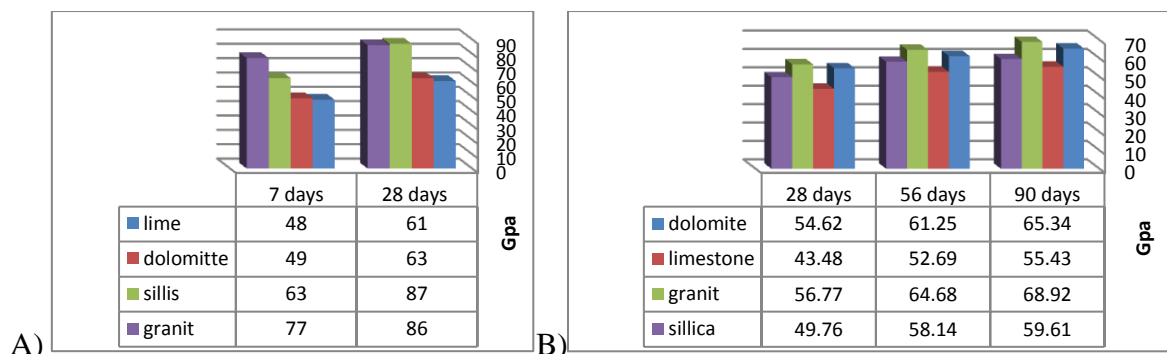 A)
90
80
70
60
50
40
30
20
10
0
Gpa
7 days 28 days
lime 48 61
dolomitte 49 63
sillis 63 87
granit 77 86
B)
70
60
50
40
30
20
10
0
Gpa
28 days 56 days 90 days
dolomite 54.62 61.25 65.34
limestone 43.48 52.69 55.43
granit 56.77 64.68 68.92
sillica 49.76 58.14 59.61